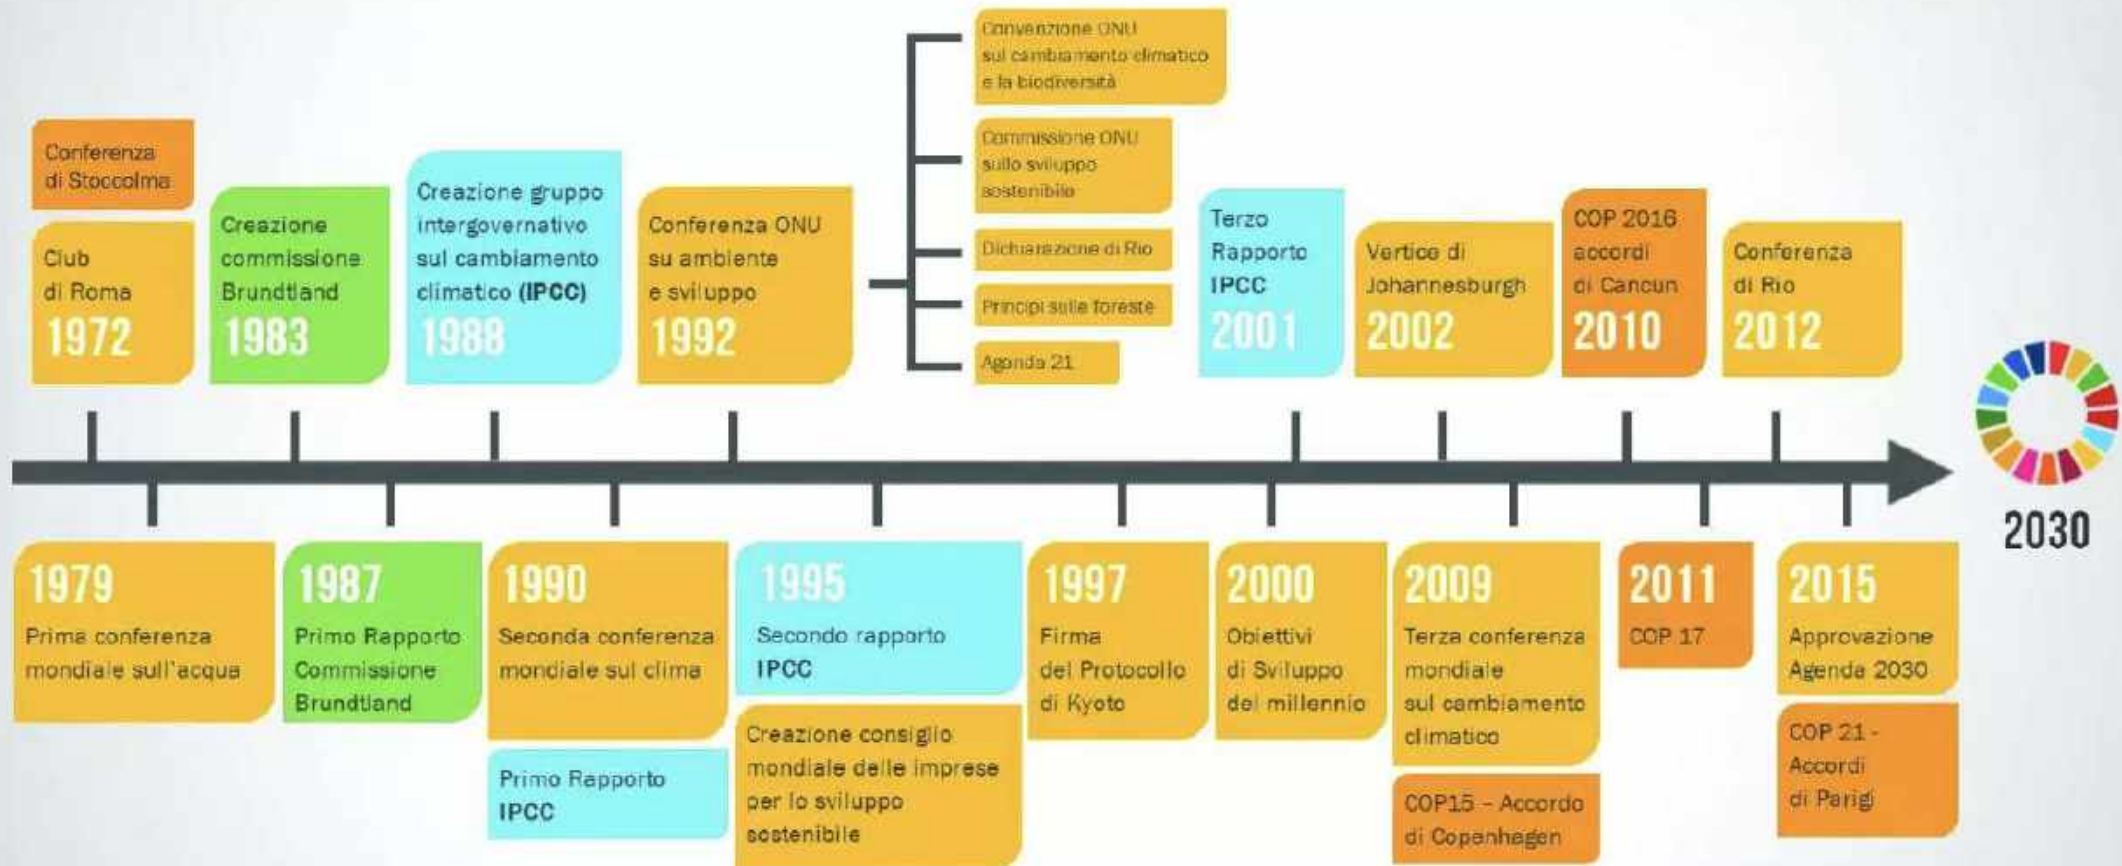 Conferenza
di Stoccolma
Club
di Roma
1972
Creazione
commissione
Brundtland
1983
Creazione gruppo
intergovernativo
sul cambiamento
climatico (IPCC)
1988
Conferenza ONU
su ambiente
e sviluppo
1992
Convenzione ONU
sul cambiamento climatico
e la biodiversità
Commissione ONU
sullo sviluppo
sostenibile
Dichiarazione di Rio
Principi sulle foreste
Agenda 21
Terzo
Rapporto
IPCC
2001
Vertice di
Johannesburgh
2002
COP 2016
accordi
di Cancun
2010
Conferenza
di Rio
2012
2030
1979
Prima conferenza
mondiale sull'acqua
1987
Primo Rapporto
Commissione
Brundtland
1990
Seconda conferenza
mondiale sul clima
Primo Rapporto
IPCC
1995
Secondo rapporto
IPCC
Creazione consiglio
mondiale delle imprese
per lo sviluppo
sostenibile
1997
Firma
del Protocollo
di Kyoto
2000
Obiettivi
di Sviluppo
del millennio
2009
Terza conferenza
mondiale
sul cambiamento
climatico
COP15 - Accordo
di Copenhagen
2011
COP 17
2015
Approvazione
Agenda 2030
COP 21 -
Accordi
di Parigi